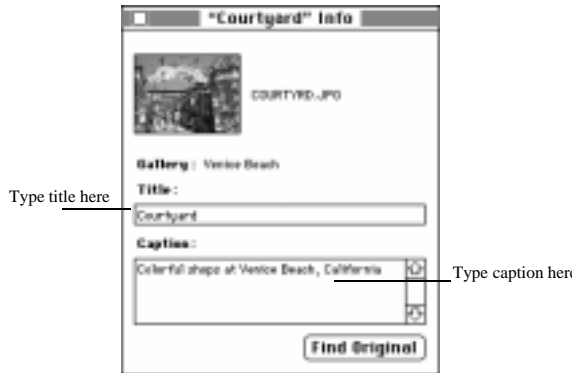 "Courtyard" Info
COURTYRD.JPG
Gallery: Venice Beach
Title:
Type title here
Courtyard
Caption:
Colorful shops at Venice Beach, California
Type caption here
Find Original